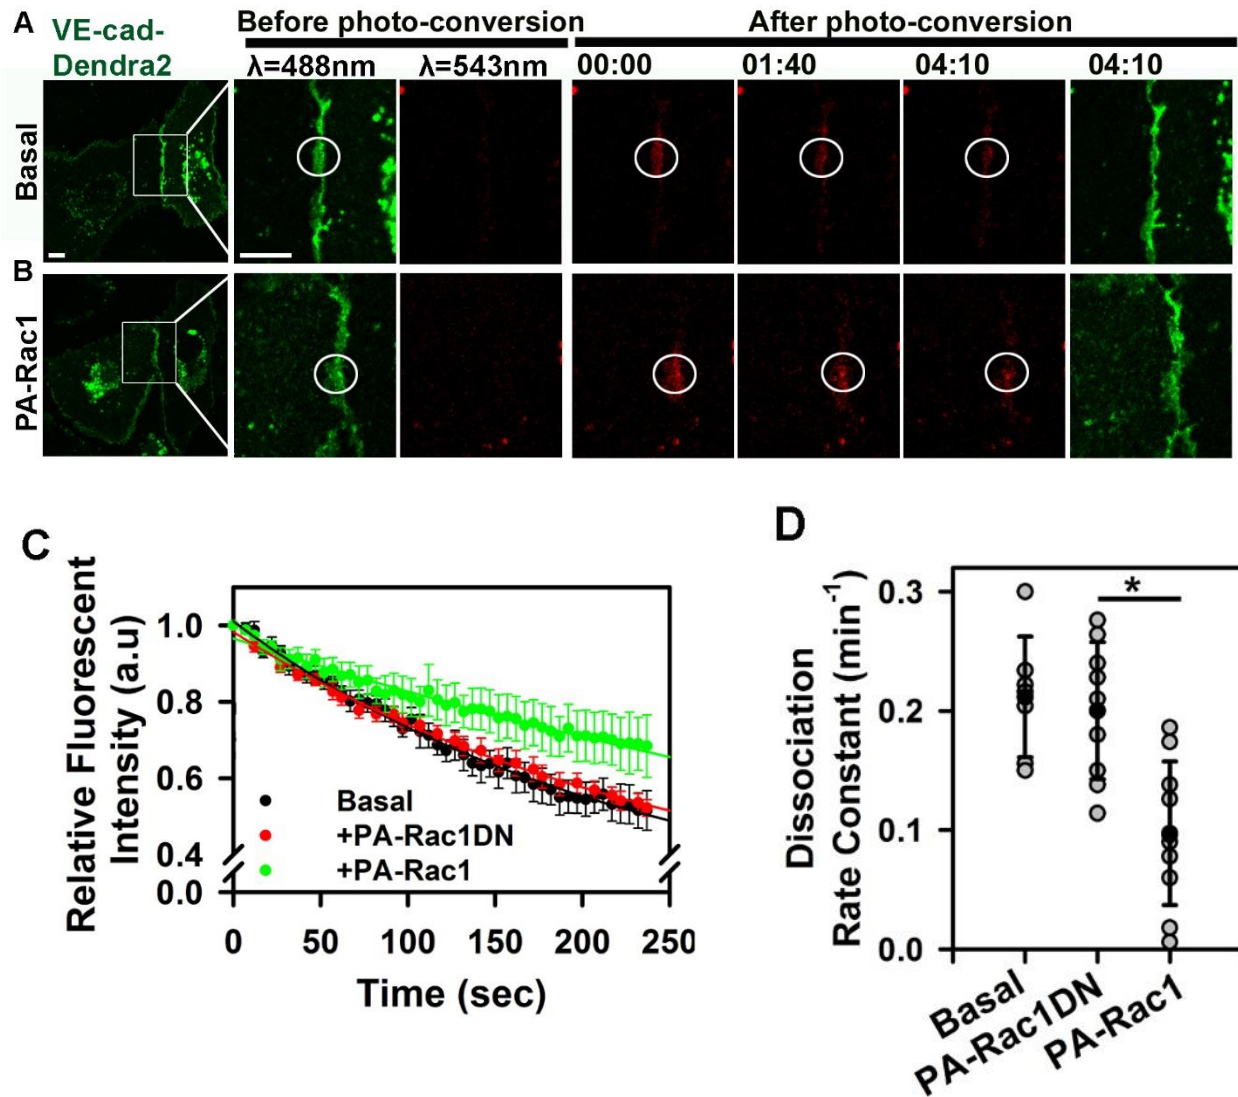 A VE-cad- Before photo-conversion After photo-conversion
Dendra2 λ=488nm λ=543nm 00:00 01:40 04:10 04:10
Basal
B
PA-Rac1
C
Relative Fluorescent
Intensity (a.u)
1.0
0.8
0.6
0.4
0.0
Basal
+PA-Rac1DN
+PA-Rac1
0 50 100 150 200 250
Time (sec)
D
Dissociation
Rate Constant (min-1)
0.3
0.2
0.1
0.0
*
Basal
PA-Rac1DN
PA-Rac1